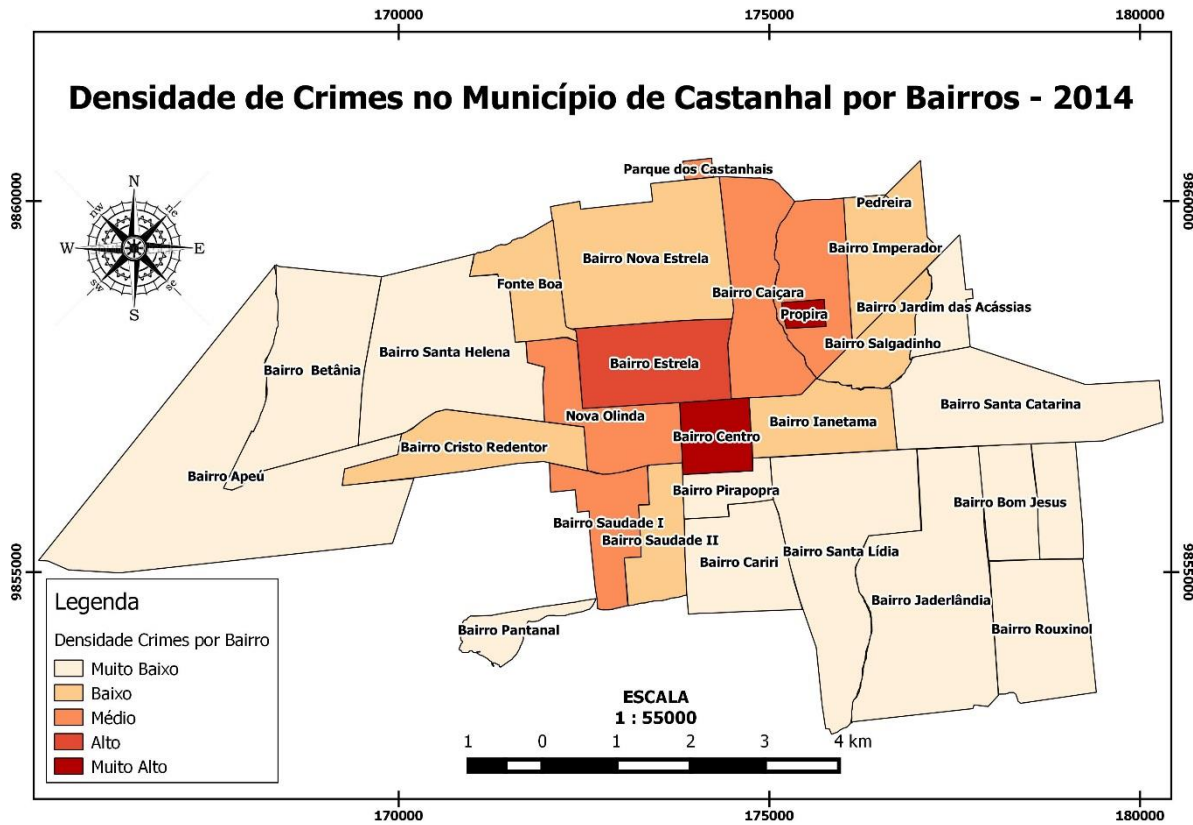 170000
175000
180000
Densidade de Crimes no Município de Castanhal por Bairros - 2014
9860000
9860000
N
nw
ne
W
E
sw
se
S
Parque dos Castanhais
Pedreira
Bairro Imperador
Bairro Nova Estrela
Fonte Boa
Bairro Caiçara
Bairro Jardim das Acássias
Propira
Bairro Salgadinho
Bairro Santa Helena
Bairro Estrela
Bairro Betânia
Bairro Santa Catarina
Nova Olinda
Bairro Ianetama
Bairro Centro
Bairro Cristo Redentor
Bairro Apeú
Bairro Pirapopra
Bairro Bom Jesus
Bairro Saudade I
Bairro Saudade II
Bairro Santa Lídia
Bairro Cariri
Bairro Jaderlândia
Bairro Pantanal
Bairro Rouxinol
9855000
9855000
Legenda
Densidade Crimes por Bairro
Muito Baixo
Baixo
Médio
Alto
Muito Alto
ESCALA
1 : 55000
1 0 1 2 3 4 km
170000
175000
180000